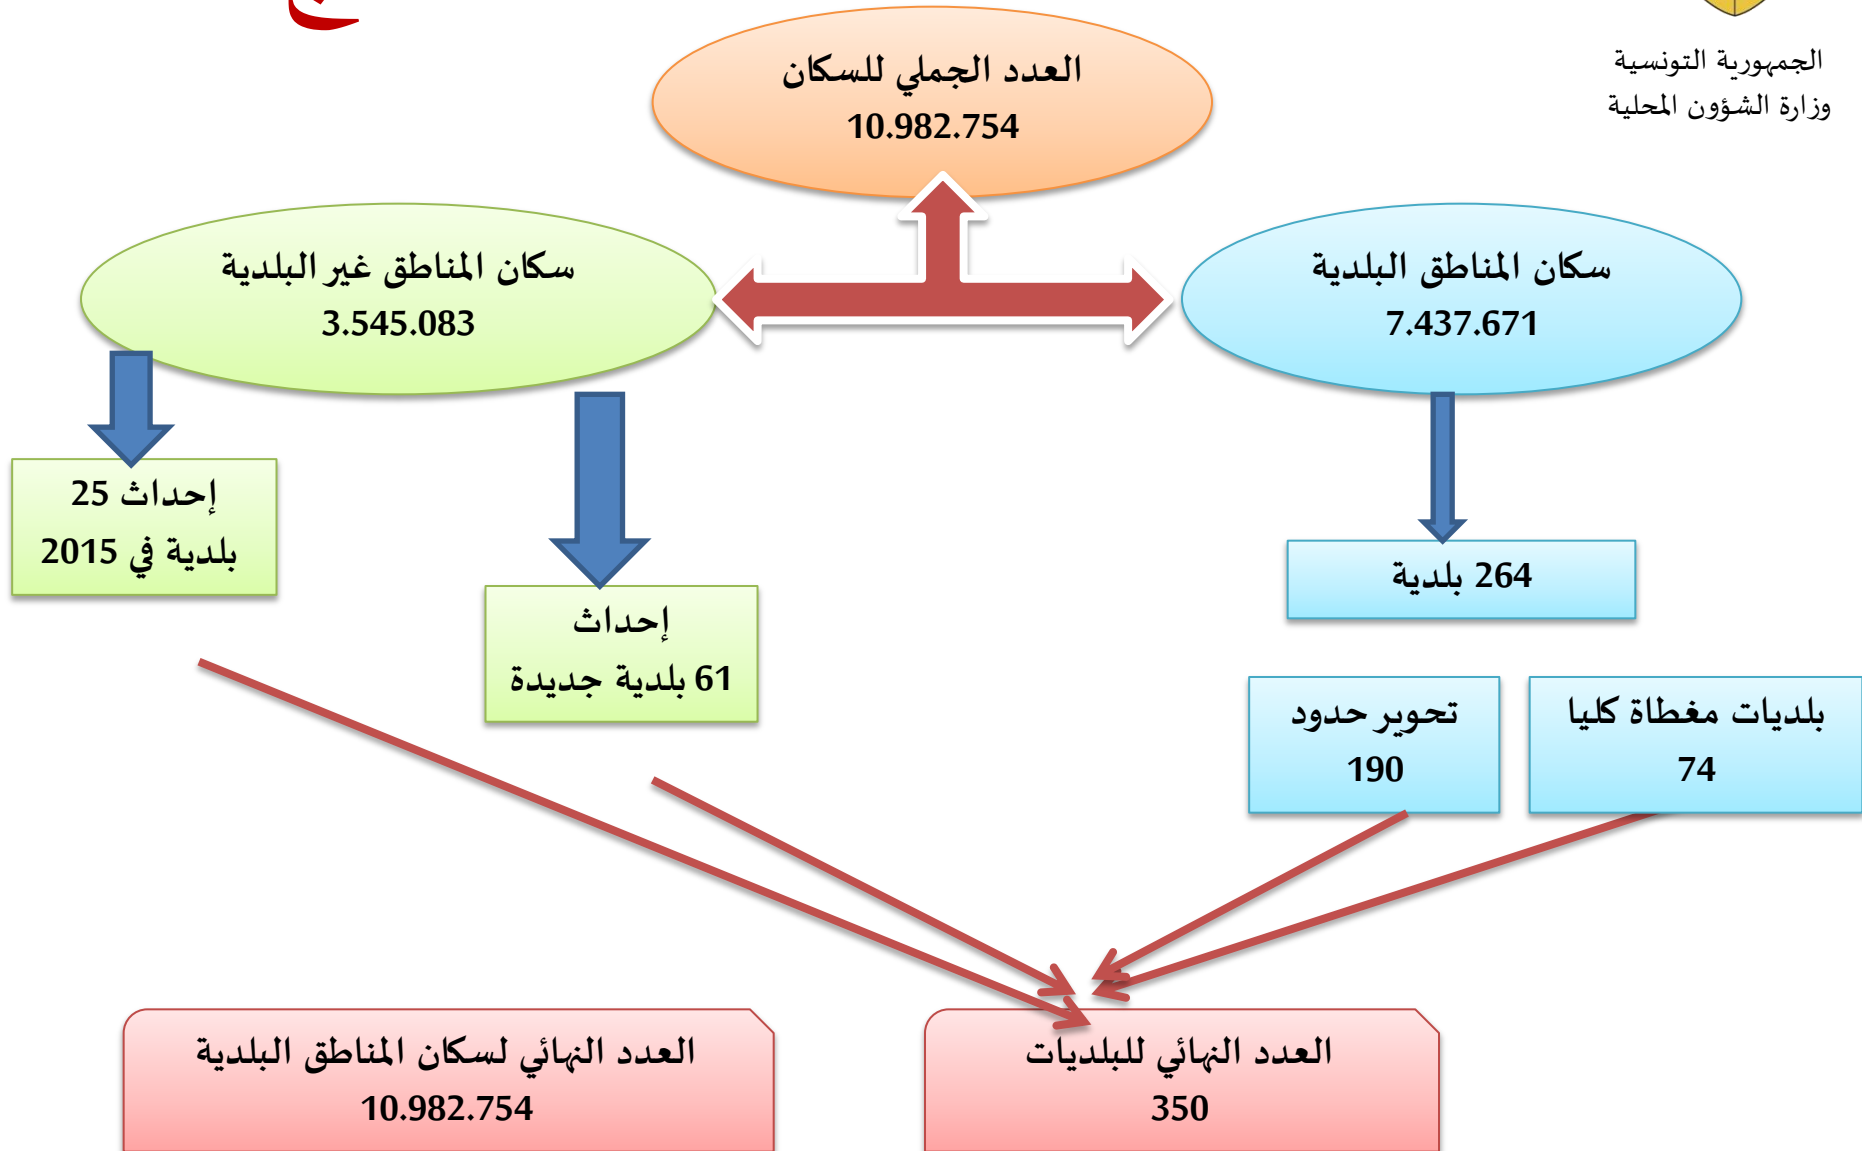 الجمهورية التونسية
وزارة الشؤون المحلية
العدد الجملي للسكان
10.982.754
سكان المناطق البلدية
7.437.671
سكان المناطق غير البلدية
3.545.083
264 بلدية
إحداث 25
بلدية في 2015
إحداث
61 بلدية جديدة
بلديات مغطاة كليا
74
تحوير حدود
190
العدد النهائي للبلديات
350
العدد النهائي لسكان المناطق البلدية
10.982.754